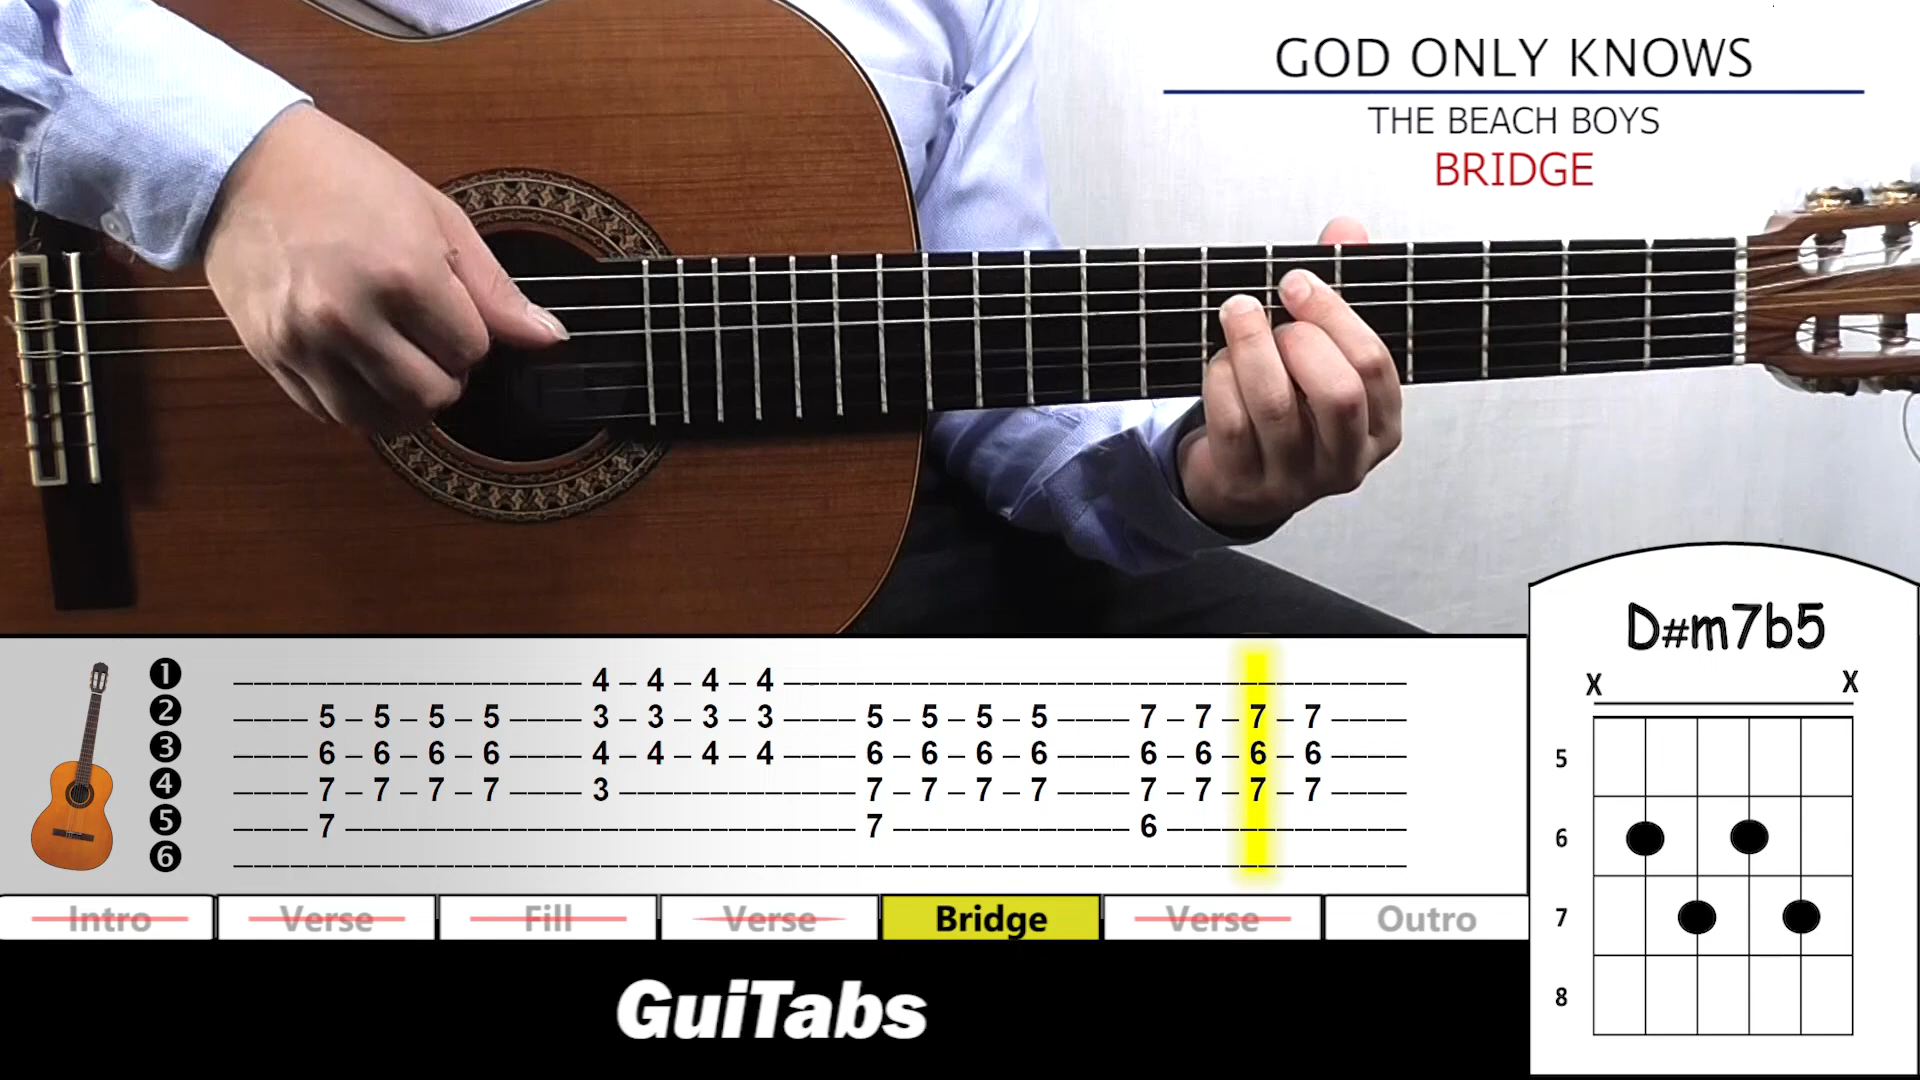 GOD ONLY KNOWS
THE BEACH BOYS
BRIDGE
D#m7b5
X X
5
6
7
8
1 4 – 4 – 4 – 4
2 5 – 5 – 5 – 5 3 – 3 – 3 – 3 5 – 5 – 5 – 5 7 – 7 – 7 – 7
3 6 – 6 – 6 – 6 4 – 4 – 4 – 4 6 – 6 – 6 – 6 6 – 6 – 6 – 6
4 7 – 7 – 7 – 7 3 7 – 7 – 7 – 7 7 – 7 – 7 – 7
5 7 7 6
6
Intro Verse Fill Verse Bridge Verse Outro
GuiTabs